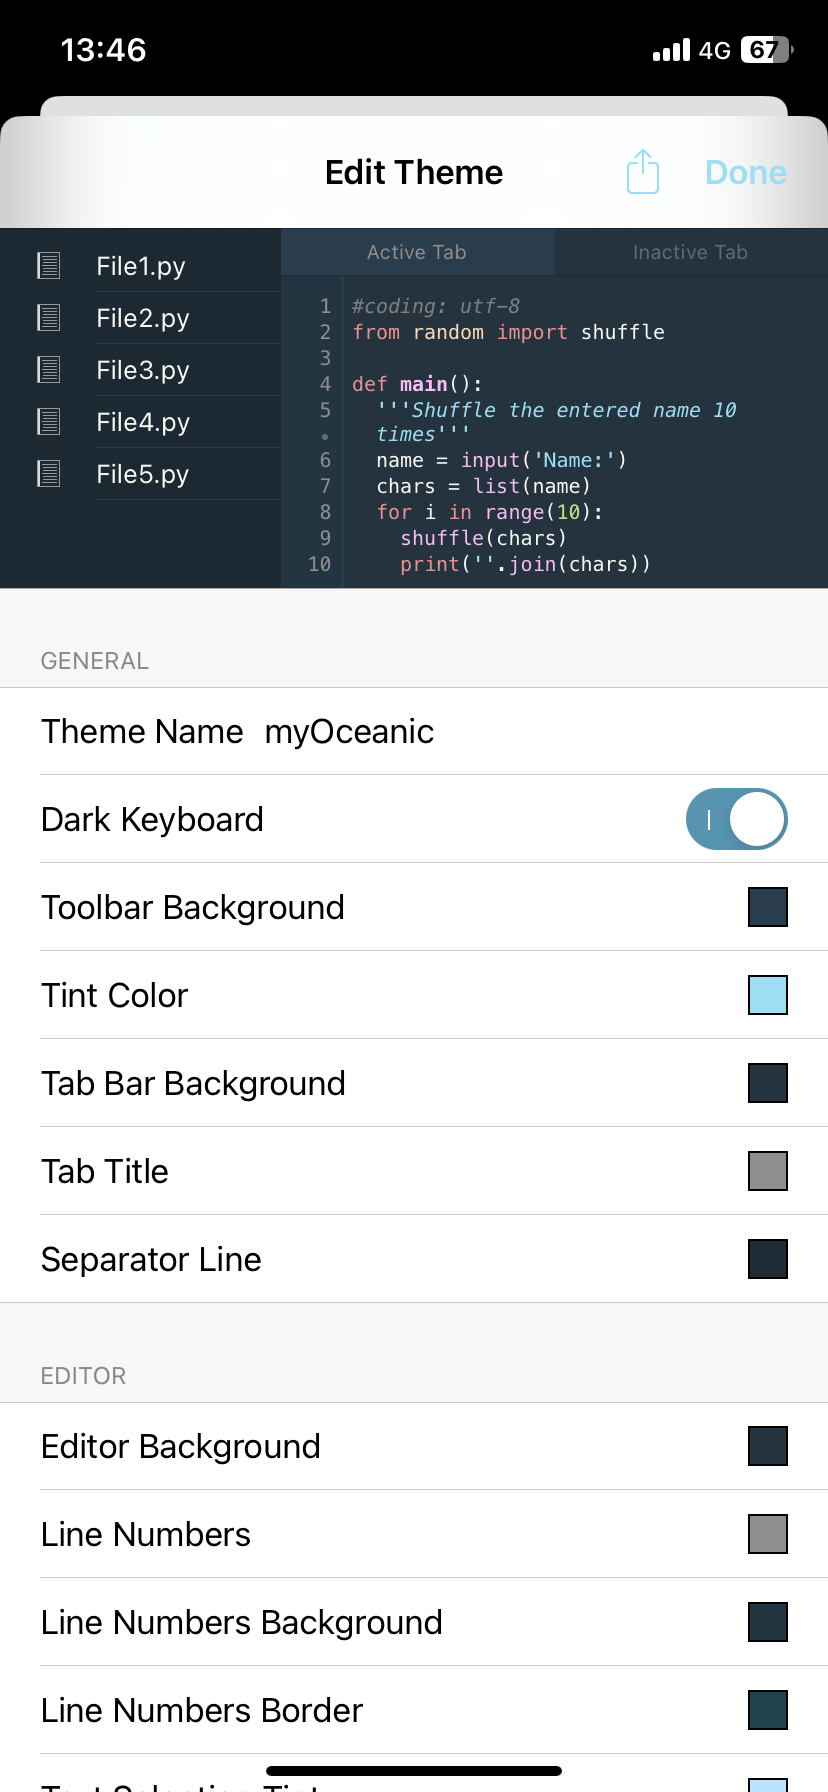 13:46
4G 67
Edit Theme
Done
File1.py
File2.py
File3.py
File4.py
File5.py
Active Tab
Inactive Tab
1 #coding: utf-8
2 from random import shuffle
3
4 def main():
5 '''Shuffle the entered name 10
• times'''
6 name = input('Name:')
7 chars = list(name)
8 for i in range(10):
9 shuffle(chars)
10 print(''.join(chars))
GENERAL
Theme Name myOceanic
Dark Keyboard
Toolbar Background
Tint Color
Tab Bar Background
Tab Title
Separator Line
EDITOR
Editor Background
Line Numbers
Line Numbers Background
Line Numbers Border
Text Selection Tint